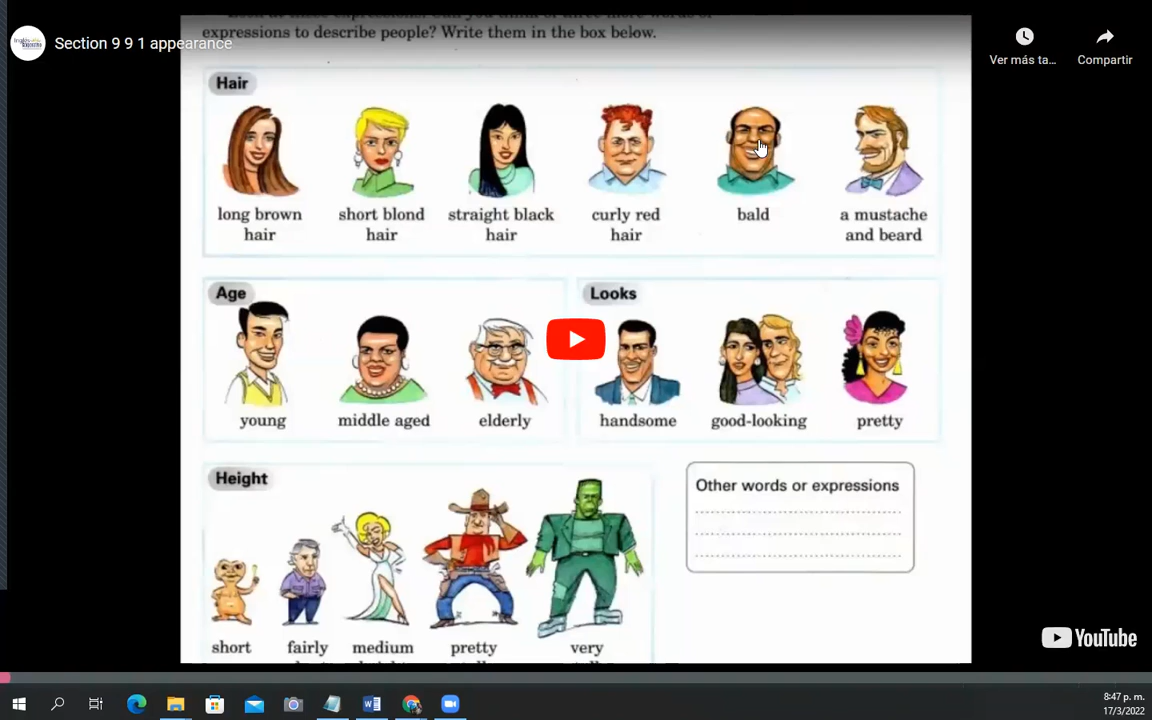 expressions to describe people? Write them in the box below.
Section 9 9 1 appearance
Ver más ta...
Compartir
Hair
long brown hair
short blond hair
straight black hair
curly red hair
bald
a mustache and beard
Age
young
middle aged
elderly
Looks
handsome
good-looking
pretty
Height
short
fairly
medium
pretty
very
Other words or expressions
YouTube
8:47 p. m.
17/3/2022